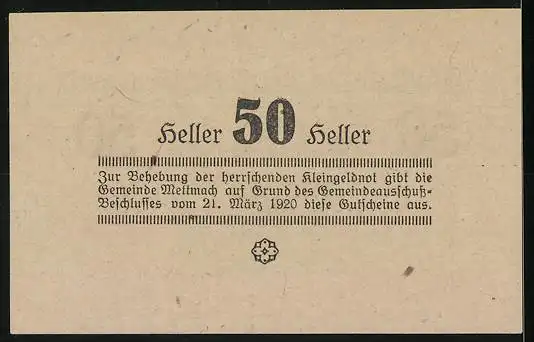 Heller 50 Heller
Zur Behebung der herrschenden Kleingeldnot gibt die
Gemeinde Mettmach auf Grund des Gemeindeausschuß-
Beschlusses vom 21. März 1920 diese Gutscheine aus.